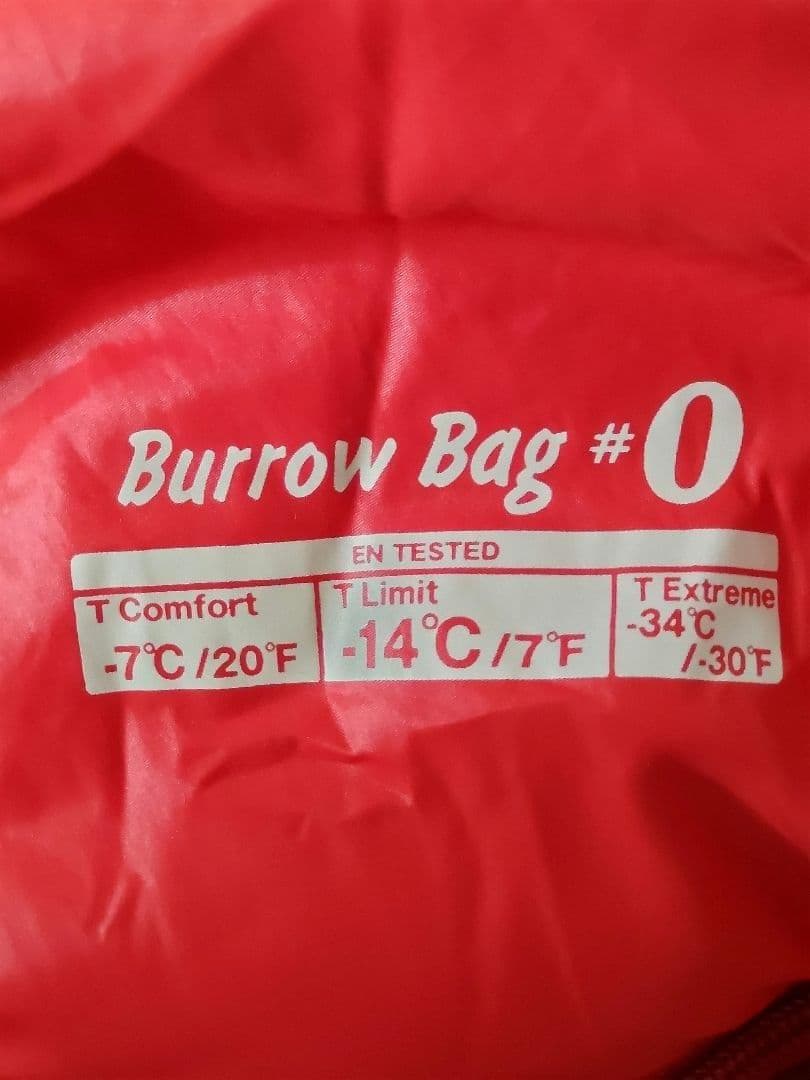 Burrow Bag #0
EN TESTED
T Comfort
-7℃/20℉
T Limit
-14℃/7℉
T Extreme
-34℃
/-30℉